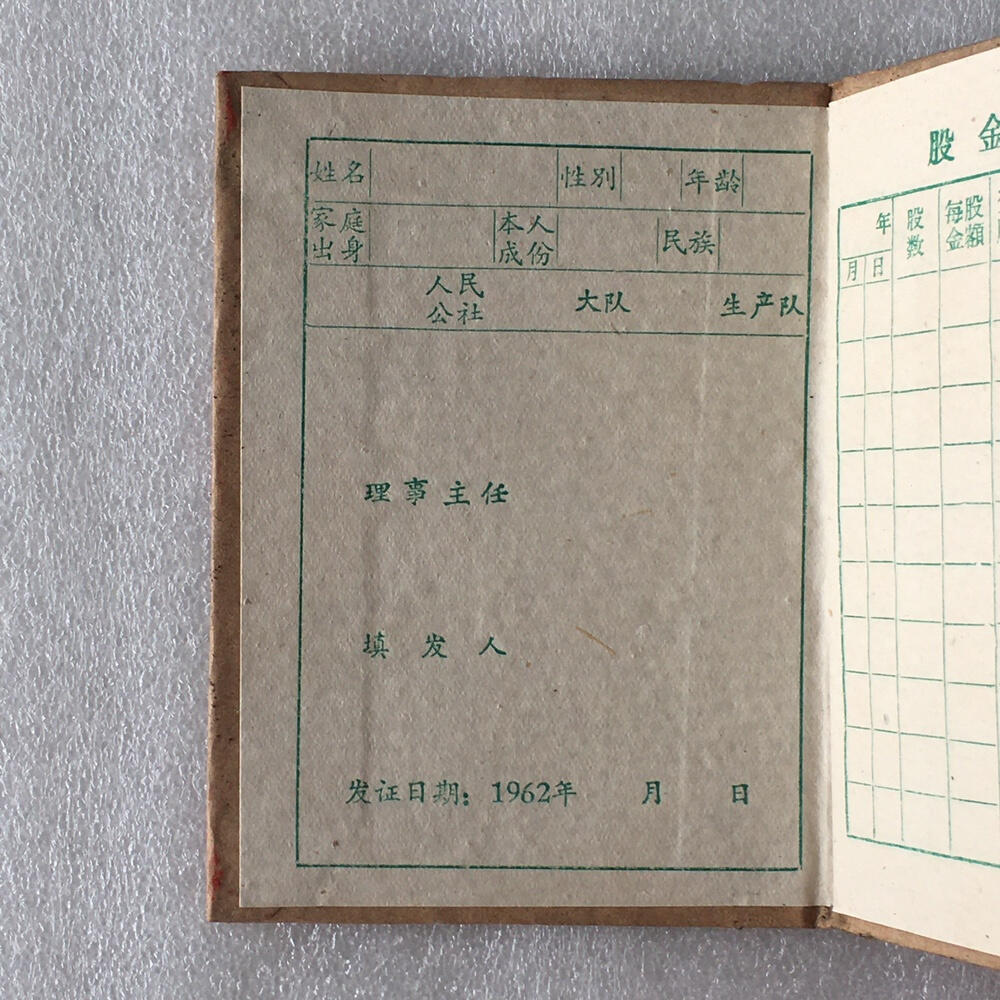 姓名 性别 年龄
家庭出身 本人成份 民族
人民公社 大队 生产队
理事主任
填发人
发证日期：1962年 月 日
股金
年 股数 每股金額
月 日